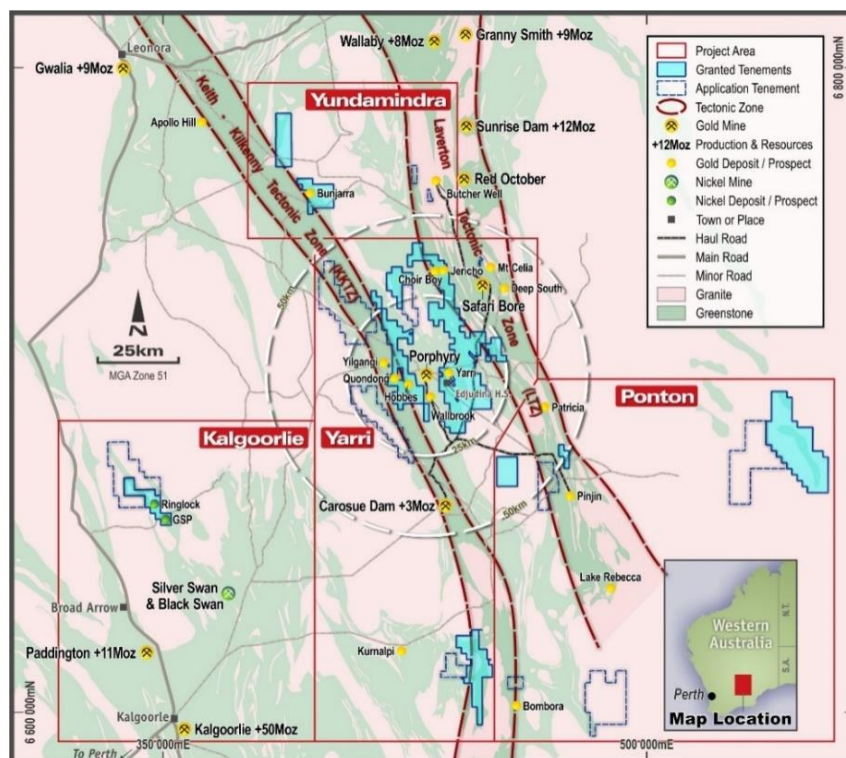 Leonora
Gwalia +9Moz
Apollo Hill
Wallaby +8Moz
Granny Smith +9Moz
Yundamindra
Keith - Kilkenny Tectonic Zone (KKTZ)
Laverton Tectonic Zone (LTZ)
Sunrise Dam +12Moz
Red October
Butcher Well
Bunjarra
Choir Boy
Jericho
Mt Celia
Deep South
Safari Bore
50km
N
25km
MGA Zone 51
Yilgangi
Porphyry
Yarri
Quondong
Edjudina H.S.
Hobbes
Wallbrook
25km
Patricia
Ponton
Kalgoorlie
Yarri
50km
Carosue Dam +3Moz
Pinjin
Ringlock
GSP
Silver Swan
& Black Swan
Broad Arrow
Paddington +11Moz
Lake Rebecca
Kurnalpi
Bombora
Kalgoorlie
Kalgoorlie +50Moz
To Perth
350 000mE
500 000mE
6 800 000mN
6 600 000mN
Project Area
Granted Tenements
Application Tenement
Tectonic Zone
Gold Mine
+12Moz Production & Resources
Gold Deposit / Prospect
Nickel Mine
Nickel Deposit / Prospect
Town or Place
Haul Road
Main Road
Minor Road
Granite
Greenstone
Western
Australia
N.T.
S.A.
Perth
Map Location